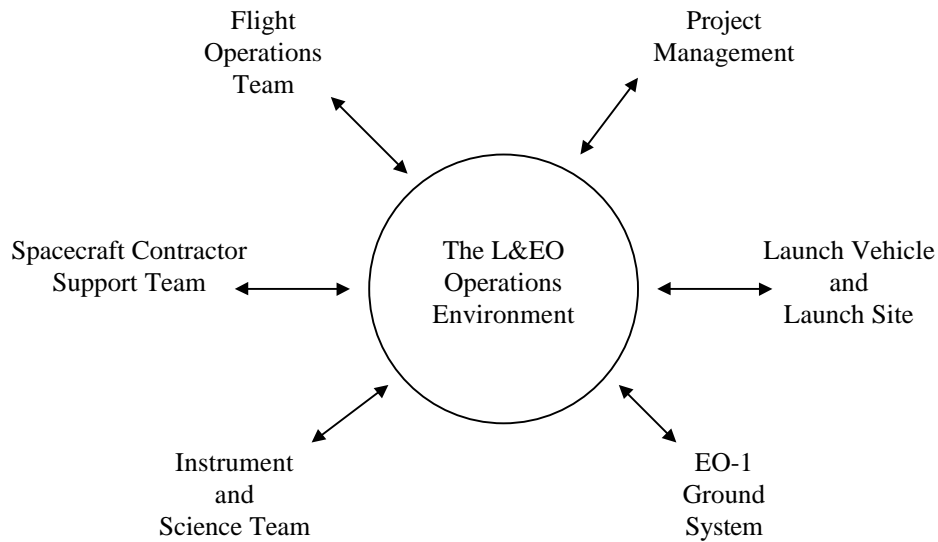 Flight
Operations
Team
Project
Management
Spacecraft Contractor
Support Team
The L&EO
Operations
Environment
Launch Vehicle
and
Launch Site
Instrument
and
Science Team
EO-1
Ground
System